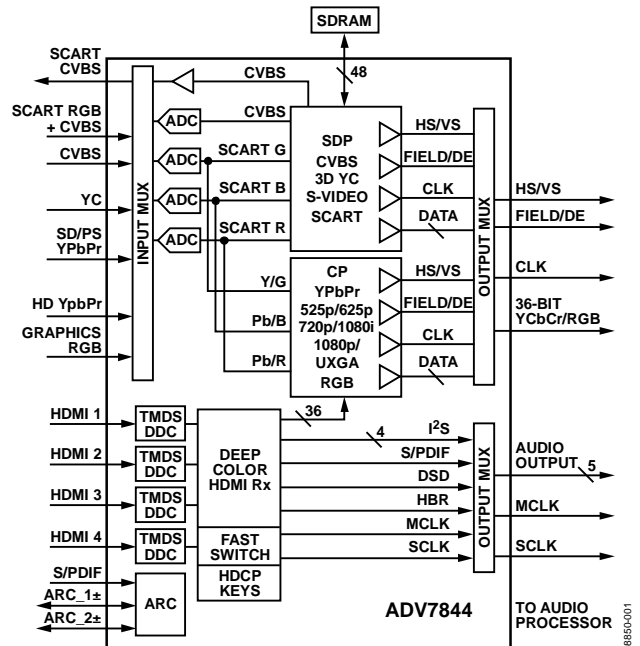 SDRAM
48
SCART
CVBS
SCART RGB
+ CVBS
CVBS
YC
SD/PS
YPbPr
HD YpbPr
GRAPHICS
RGB
INPUT MUX
CVBS
ADC
CVBS
ADC
SCART G
ADC
SCART B
ADC
SCART R
Y/G
Pb/B
Pb/R
SDP
CVBS
3D YC
S-VIDEO
SCART
HS/VS
FIELD/DE
CLK
DATA
CP
YPbPr
525p/625p
720p/1080i
1080p/
UXGA
RGB
HS/VS
FIELD/DE
CLK
DATA
OUTPUT MUX
HS/VS
FIELD/DE
CLK
36-BIT
YCbCr/RGB
HDMI 1
HDMI 2
HDMI 3
HDMI 4
S/PDIF
ARC_1±
ARC_2±
TMDS
DDC
TMDS
DDC
TMDS
DDC
TMDS
DDC
ARC
DEEP
COLOR
HDMI Rx
FAST
SWITCH
HDCP
KEYS
36
4
I2S
S/PDIF
DSD
HBR
MCLK
SCLK
OUTPUT MUX
AUDIO
OUTPUT
5
MCLK
SCLK
ADV7844
TO AUDIO
PROCESSOR
8850-001